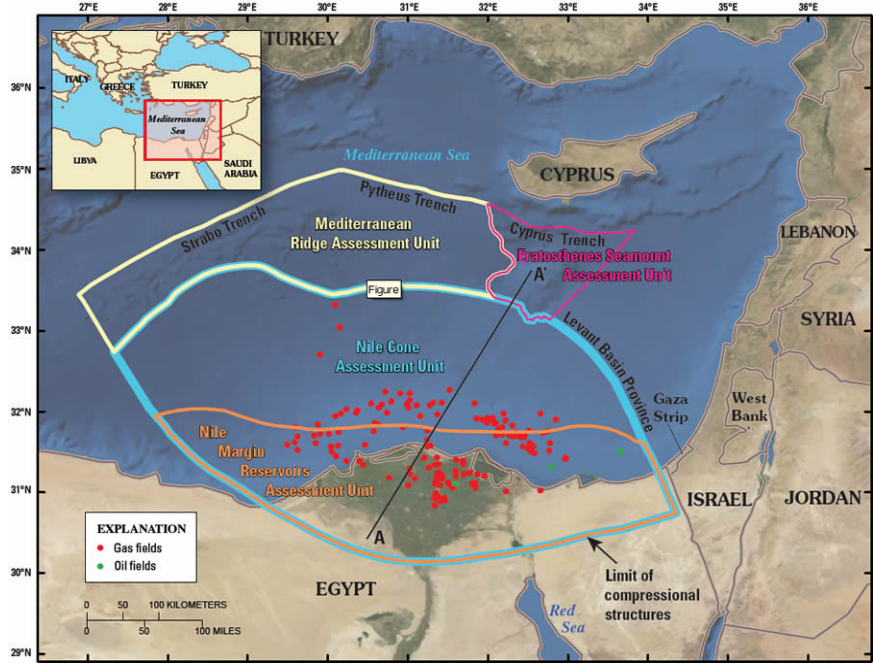 27°E
28°E
29°E
30°E
31°E
32°E
33°E
34°E
35°E
36°E
36°N
35°N
34°N
33°N
32°N
31°N
30°N
29°N
ITALY
GREECE
TURKEY
Mediterranean
Sea
LIBYA
EGYPT
SAUDI
ARABIA
TURKEY
Mediterranean Sea
CYPRUS
Strabo Trench
Pytheus Trench
Mediterranean
Ridge Assessment Unit
Cyprus Trench
Eratosthenes Seamount
Assessment Un't
A'
Figure
LEBANON
SYRIA
Nile Cone
Assessment Unit
Levant Basin Province
Gaza
Strip
West
Bank
Nile
Margin
Reservoirs
Assessment Unit
ISRAEL
JORDAN
A
EXPLANATION
Gas fields
Oil fields
0 50 100 KILOMETERS
0 50 100 MILES
EGYPT
Red
Sea
Limit of
compressional
structures